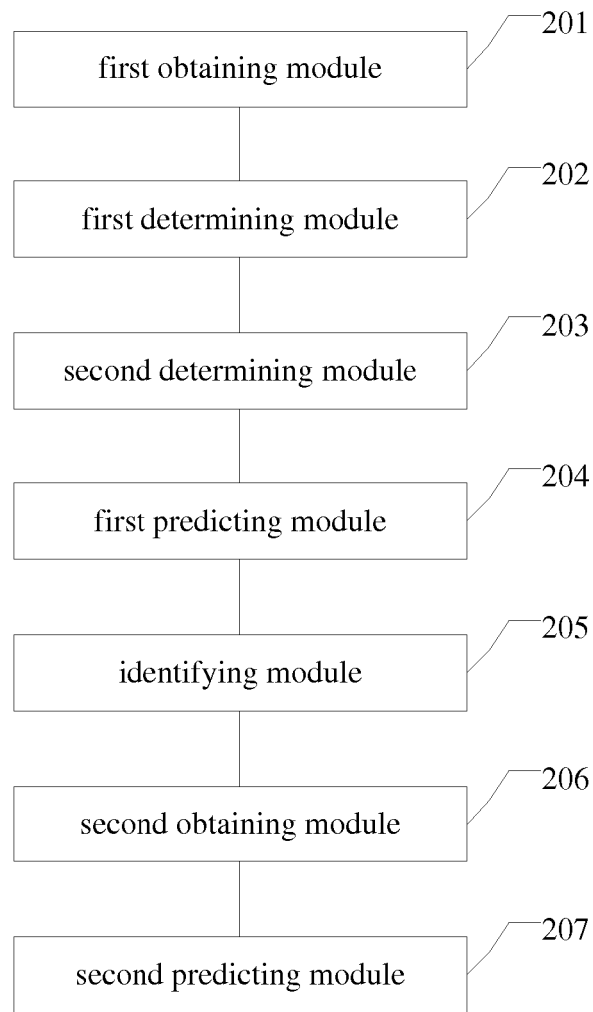 201
first obtaining module
202
first determining module
203
second determining module
204
first predicting module
205
identifying module
206
second obtaining module
207
second predicting module